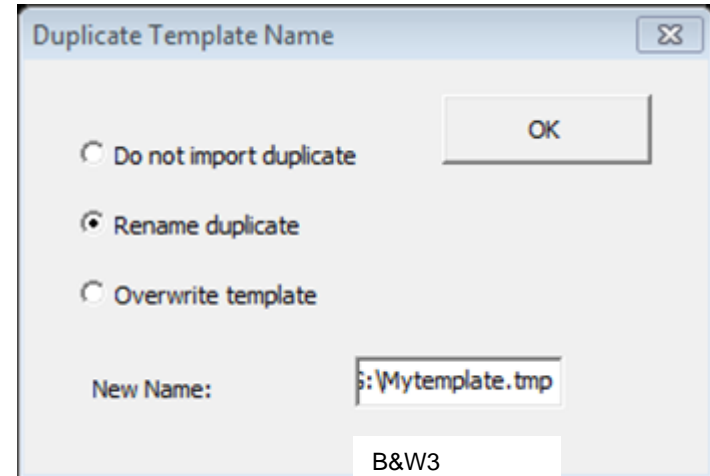 Duplicate Template Name
OK
Do not import duplicate
Rename duplicate
Overwrite template
New Name: :\Mytemplate.tmp
B&W3